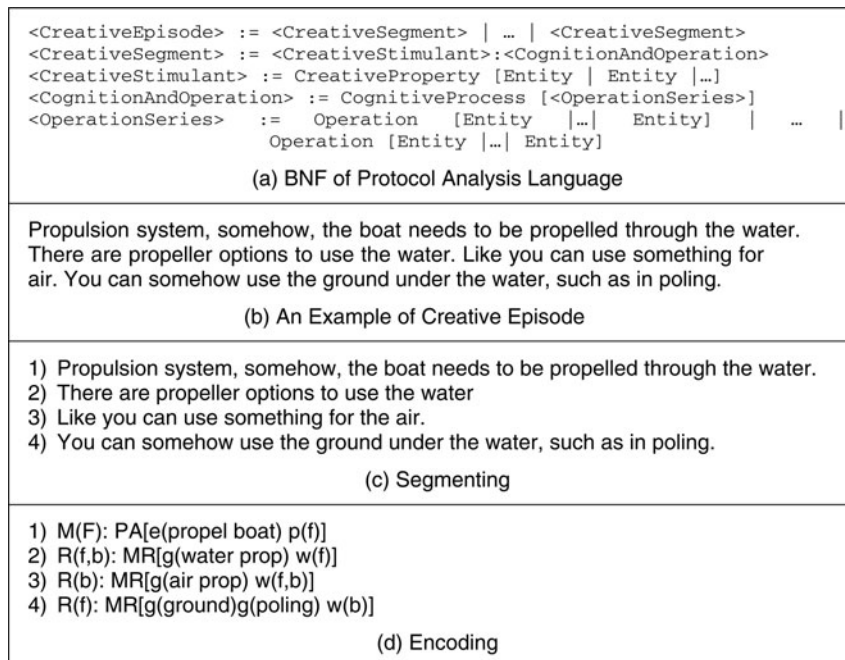 <CreativeEpisode> := <CreativeSegment> | … | <CreativeSegment>
<CreativeSegment> := <CreativeStimulant>:<CognitionAndOperation>
<CreativeStimulant> := CreativeProperty [Entity | Entity |…]
<CognitionAndOperation> := CognitiveProcess [<OperationSeries>]
<OperationSeries> := Operation [Entity |…| Entity] | … |
Operation [Entity |…| Entity]
(a) BNF of Protocol Analysis Language
Propulsion system, somehow, the boat needs to be propelled through the water.
There are propeller options to use the water. Like you can use something for
air. You can somehow use the ground under the water, such as in poling.
(b) An Example of Creative Episode
1) Propulsion system, somehow, the boat needs to be propelled through the water.
2) There are propeller options to use the water
3) Like you can use something for the air.
4) You can somehow use the ground under the water, such as in poling.
(c) Segmenting
1) M(F): PA[e(propel boat) p(f)]
2) R(f,b): MR[g(water prop) w(f)]
3) R(b): MR[g(air prop) w(f,b)]
4) R(f): MR[g(ground)g(poling) w(b)]
(d) Encoding